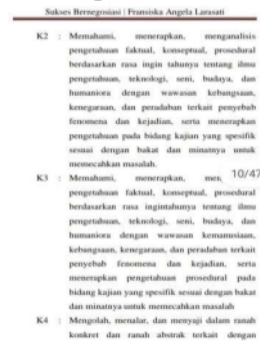 Sukses Bernegosiasi | Fransiska Angela Larasati
K2 : Memahami, menerapkan, menganalisis
pengetahuan faktual, konseptual, prosedural
berdasarkan rasa ingin tahunya tentang ilmu
pengetahuan, teknologi, seni, budaya, dan
humaniora dengan wawasan kebangsaan,
kenegaraan, dan peradaban terkait penyebab
fenomena dan kejadian, serta menerapkan
pengetahuan pada bidang kajian yang spesifik
sesuai dengan bakat dan minatnya untuk
memecahkan masalah.
K3 : Memahami, menerapkan, men 10/47
pengetahuan faktual, konseptual, prosedural
berdasarkan rasa ingintahunya tentang ilmu
pengetahuan, teknologi, seni, budaya, dan
humaniora dengan wawasan kemanusiaan,
kebangsaan, kenegaraan, dan peradaban terkait
penyebab fenomena dan kejadian, serta
menerapkan pengetahuan prosedural pada
bidang kajian yang spesifik sesuai dengan bakat
dan minatnya untuk memecahkan masalah
K4 : Mengolah, menalar, dan menyaji dalam ranah
konkret dan ranah abstrak terkait dengan